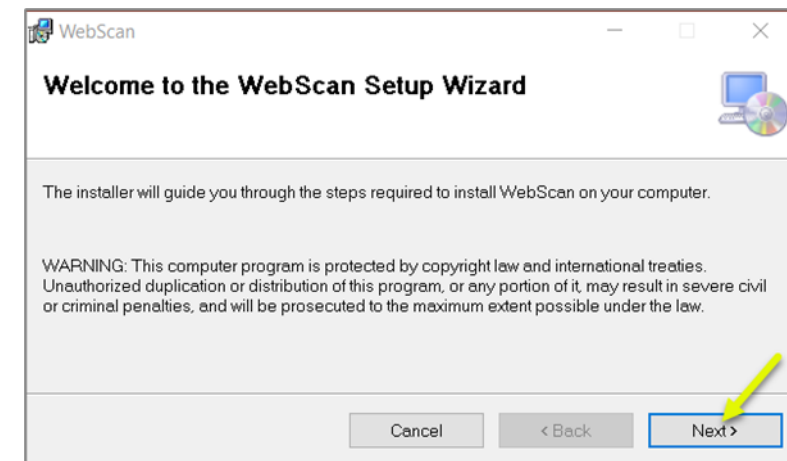 WebScan
Welcome to the WebScan Setup Wizard
The installer will guide you through the steps required to install WebScan on your computer.
WARNING: This computer program is protected by copyright law and international treaties.
Unauthorized duplication or distribution of this program, or any portion of it, may result in severe civil
or criminal penalties, and will be prosecuted to the maximum extent possible under the law.
Cancel < Back Next >